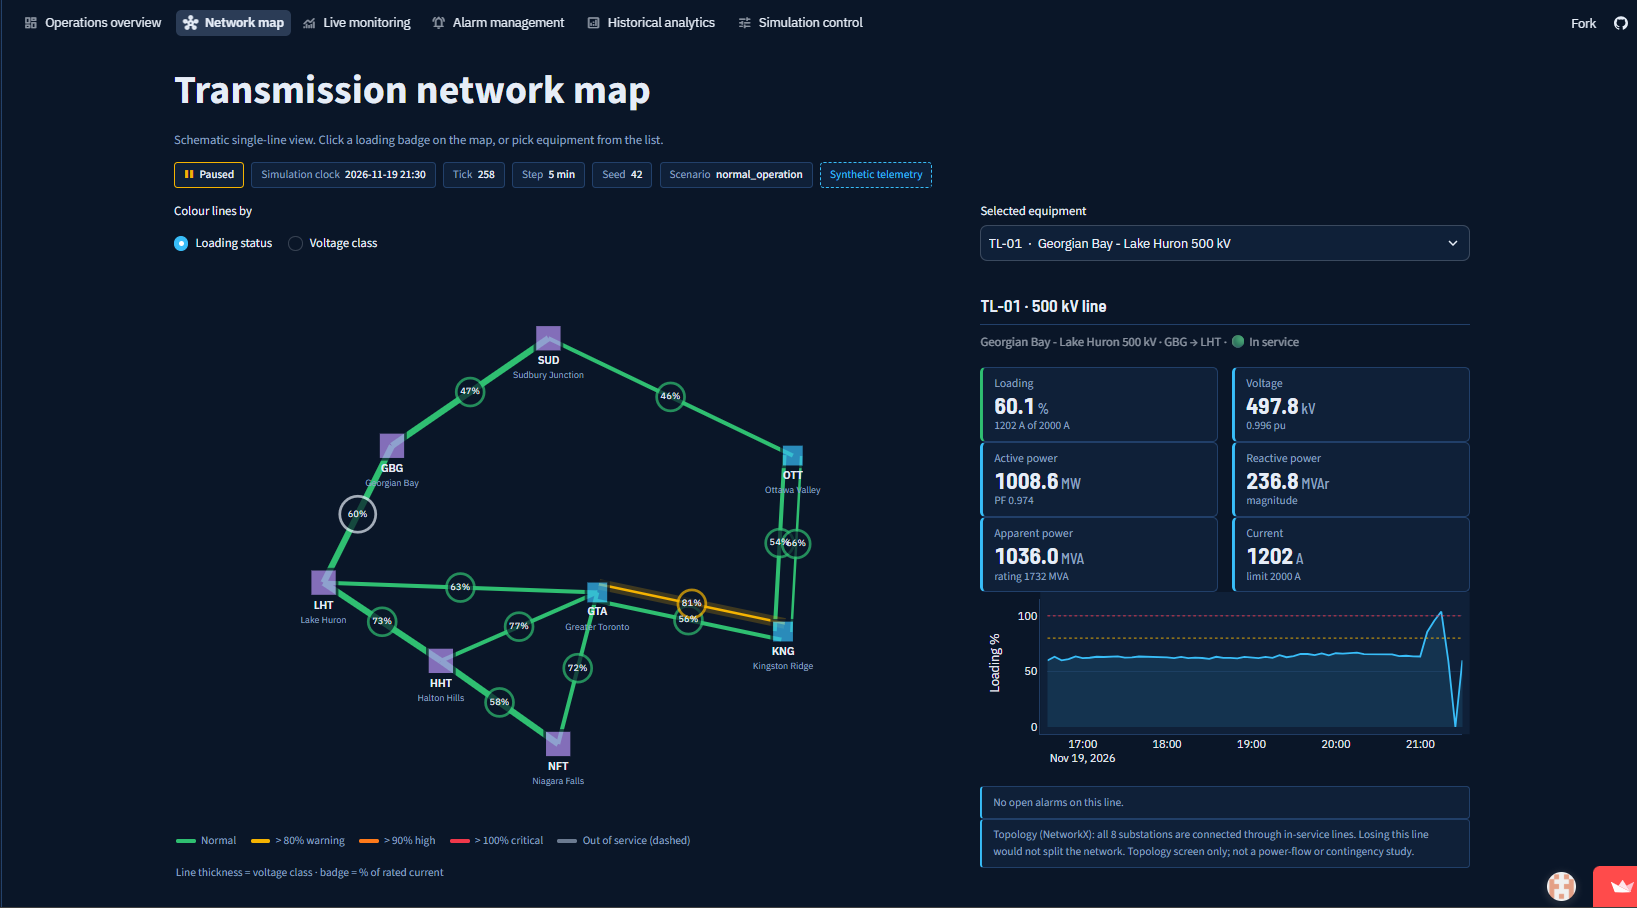 Operations overview
Network map
Live monitoring
Alarm management
Historical analytics
Simulation control
Fork
Transmission network map
Schematic single-line view. Click a loading badge on the map, or pick equipment from the list.
Paused
Simulation clock 2026-11-19 21:30
Tick 258
Step 5 min
Seed 42
Scenario normal_operation
Synthetic telemetry
Colour lines by
Loading status
Voltage class
SUD
Sudbury Junction
47%
46%
GBG
Georgian Bay
OTT
Ottawa Valley
60%
54%
66%
LHT
Lake Huron
63%
GTA
Greater Toronto
81%
56%
73%
77%
KNG
Kingston Ridge
HHT
Halton Hills
72%
58%
NFT
Niagara Falls
Normal
> 80% warning
> 90% high
> 100% critical
Out of service (dashed)
Line thickness = voltage class · badge = % of rated current
Selected equipment
TL-01 · Georgian Bay - Lake Huron 500 kV
TL-01 · 500 kV line
Georgian Bay - Lake Huron 500 kV · GBG → LHT · In service
Loading
60.1 %
1202 A of 2000 A
Voltage
497.8 kV
0.996 pu
Active power
1008.6 MW
PF 0.974
Reactive power
236.8 MVAr
magnitude
Apparent power
1036.0 MVA
rating 1732 MVA
Current
1202 A
limit 2000 A
Loading %
100
50
0
17:00
18:00
19:00
20:00
21:00
Nov 19, 2026
No open alarms on this line.
Topology (NetworkX): all 8 substations are connected through in-service lines. Losing this line
would not split the network. Topology screen only; not a power-flow or contingency study.